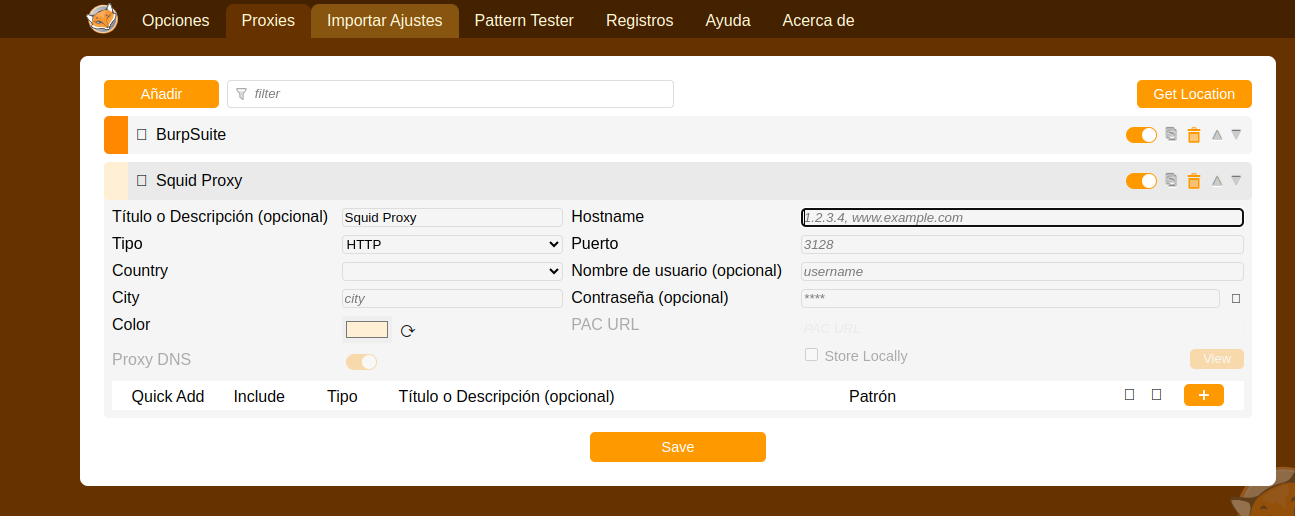 Opciones Proxies Importar Ajustes Pattern Tester Registros Ayuda Acerca de
Añadir filter Get Location
BurpSuite
Squid Proxy
Título o Descripción (opcional) Squid Proxy Hostname 1.2.3.4, www.example.com
Tipo HTTP Puerto 3128
Country Nombre de usuario (opcional) username
City city Contraseña (opcional) ****
Color PAC URL PAC URL
Proxy DNS Store Locally View
Quick Add Include Tipo Título o Descripción (opcional) Patrón +
Save